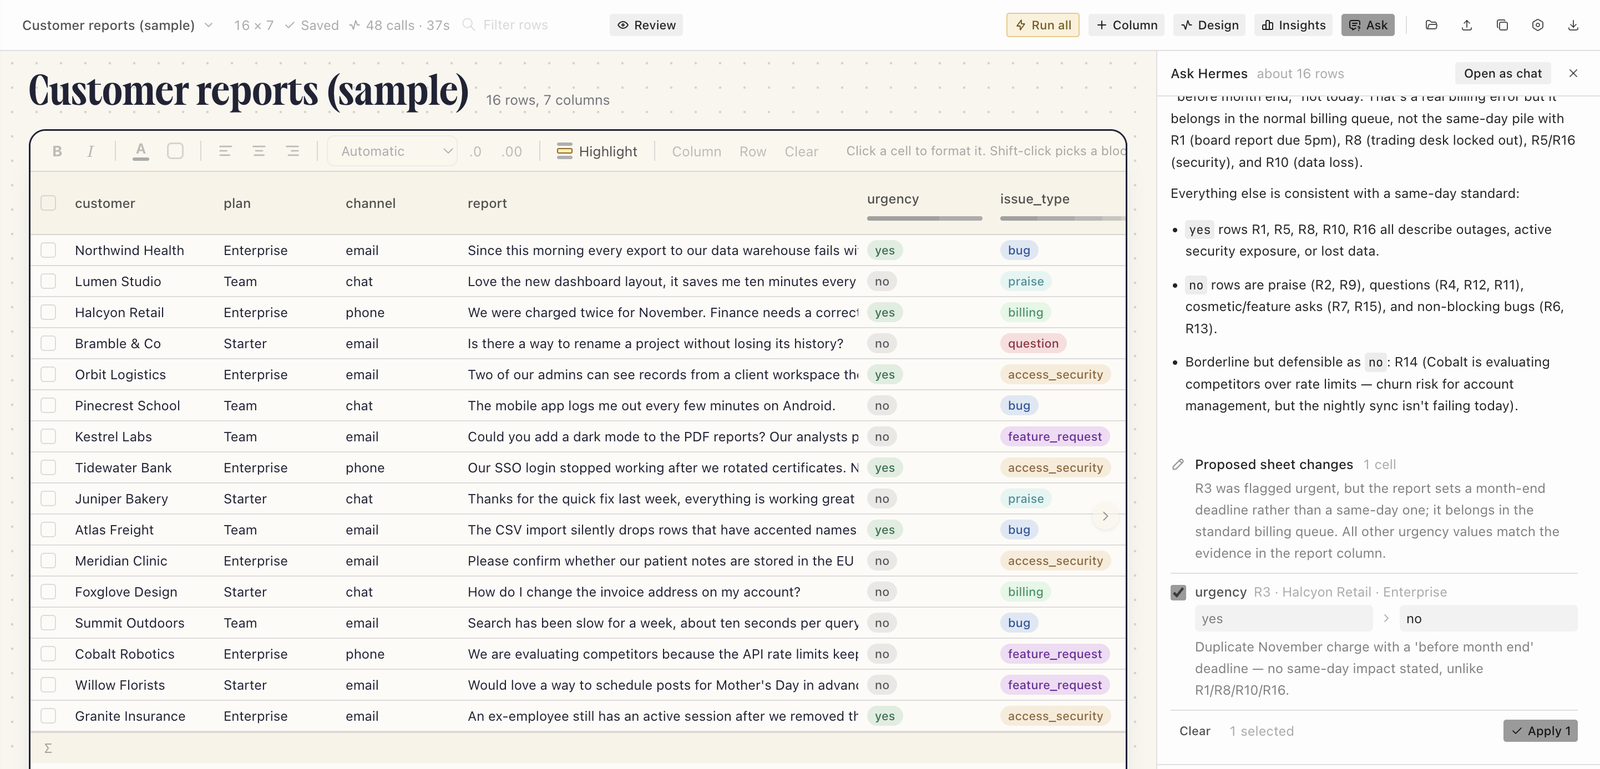 Customer reports (sample)
16 × 7
Saved
48 calls · 37s
Filter rows
Review
Run all
Column
Design
Insights
Ask
Customer reports (sample)
16 rows, 7 columns
B
I
A
Automatic
.0
.00
Highlight
Column
Row
Clear
Click a cell to format it. Shift-click picks a bloc
customer plan channel report urgency issue_type
Northwind Health Enterprise email Since this morning every export to our data warehouse fails wi yes bug
Lumen Studio Team chat Love the new dashboard layout, it saves me ten minutes every no praise
Halcyon Retail Enterprise phone We were charged twice for November. Finance needs a correct yes billing
Bramble & Co Starter email Is there a way to rename a project without losing its history? no question
Orbit Logistics Enterprise email Two of our admins can see records from a client workspace the yes access_security
Pinecrest School Team chat The mobile app logs me out every few minutes on Android. no bug
Kestrel Labs Team email Could you add a dark mode to the PDF reports? Our analysts p no feature_request
Tidewater Bank Enterprise phone Our SSO login stopped working after we rotated certificates. N yes access_security
Juniper Bakery Starter chat Thanks for the quick fix last week, everything is working great no praise
Atlas Freight Team email The CSV import silently drops rows that have accented names yes bug
Meridian Clinic Enterprise email Please confirm whether our patient notes are stored in the EU no access_security
Foxglove Design Starter chat How do I change the invoice address on my account? no billing
Summit Outdoors Team email Search has been slow for a week, about ten seconds per query no bug
Cobalt Robotics Enterprise phone We are evaluating competitors because the API rate limits keep no feature_request
Willow Florists Starter email Would love a way to schedule posts for Mother's Day in advanc no feature_request
Granite Insurance Enterprise email An ex-employee still has an active session after we removed th yes access_security
Σ
Ask Hermes
about 16 rows
Open as chat
"before month end," not today. That's a real billing error but it
belongs in the normal billing queue, not the same-day pile with
R1 (board report due 5pm), R8 (trading desk locked out), R5/R16
(security), and R10 (data loss).
Everything else is consistent with a same-day standard:
• yes rows R1, R5, R8, R10, R16 all describe outages, active
security exposure, or lost data.
• no rows are praise (R2, R9), questions (R4, R12, R11),
cosmetic/feature asks (R7, R15), and non-blocking bugs (R6,
R13).
• Borderline but defensible as no: R14 (Cobalt is evaluating
competitors over rate limits — churn risk for account
management, but the nightly sync isn't failing today).
Proposed sheet changes 1 cell
R3 was flagged urgent, but the report sets a month-end
deadline rather than a same-day one; it belongs in the
standard billing queue. All other urgency values match the
evidence in the report column.
urgency R3 · Halcyon Retail · Enterprise
yes
no
Duplicate November charge with a 'before month end'
deadline — no same-day impact stated, unlike
R1/R8/R10/R16.
Clear
1 selected
Apply 1